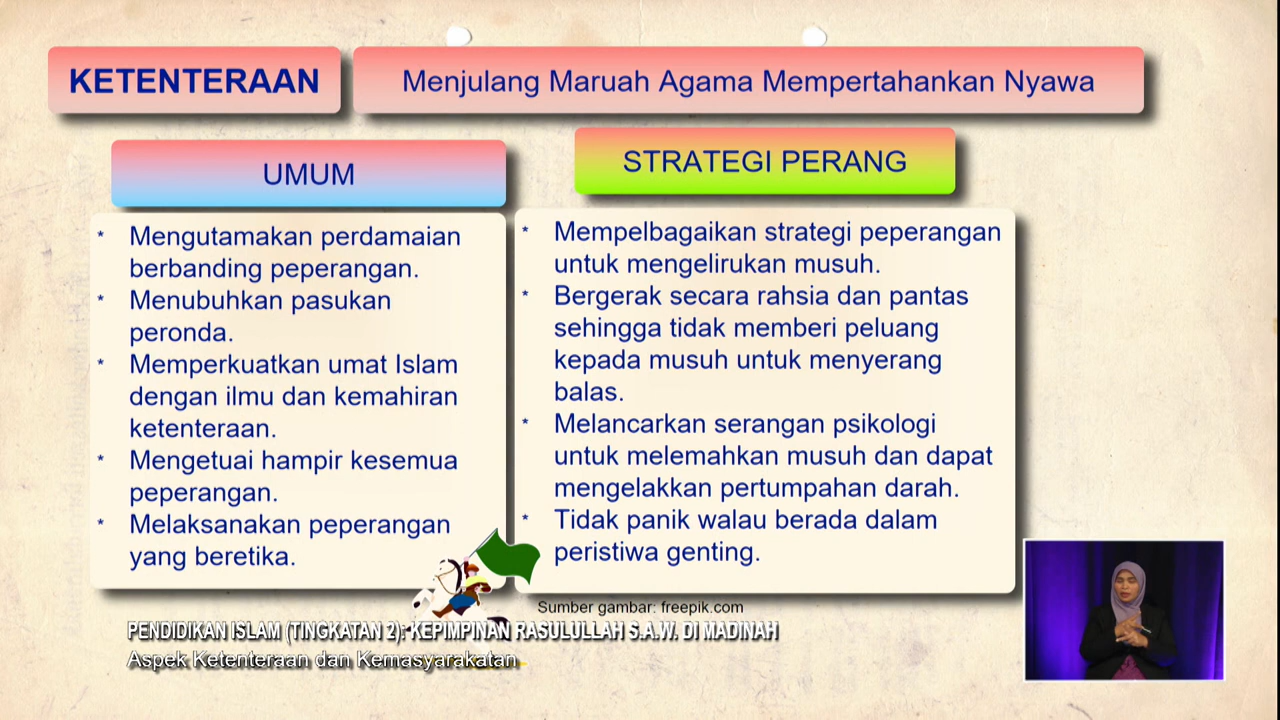 KETENTERAAN
Menjulang Maruah Agama Mempertahankan Nyawa
UMUM
* Mengutamakan perdamaian
berbanding peperangan.
* Menubuhkan pasukan
peronda.
* Memperkuatkan umat Islam
dengan ilmu dan kemahiran
ketenteraan.
* Mengetuai hampir kesemua
peperangan.
* Melaksanakan peperangan
yang beretika.
STRATEGI PERANG
* Mempelbagaikan strategi peperangan
untuk mengelirukan musuh.
* Bergerak secara rahsia dan pantas
sehingga tidak memberi peluang
kepada musuh untuk menyerang
balas.
* Melancarkan serangan psikologi
untuk melemahkan musuh dan dapat
mengelakkan pertumpahan darah.
* Tidak panik walau berada dalam
peristiwa genting.
Sumber gambar: freepik.com
PENDIDIKAN ISLAM (TINGKATAN 2): KEPIMPINAN RASULULLAH S.A.W. DI MADINAH
Aspek Ketenteraan dan Kemasyarakatan